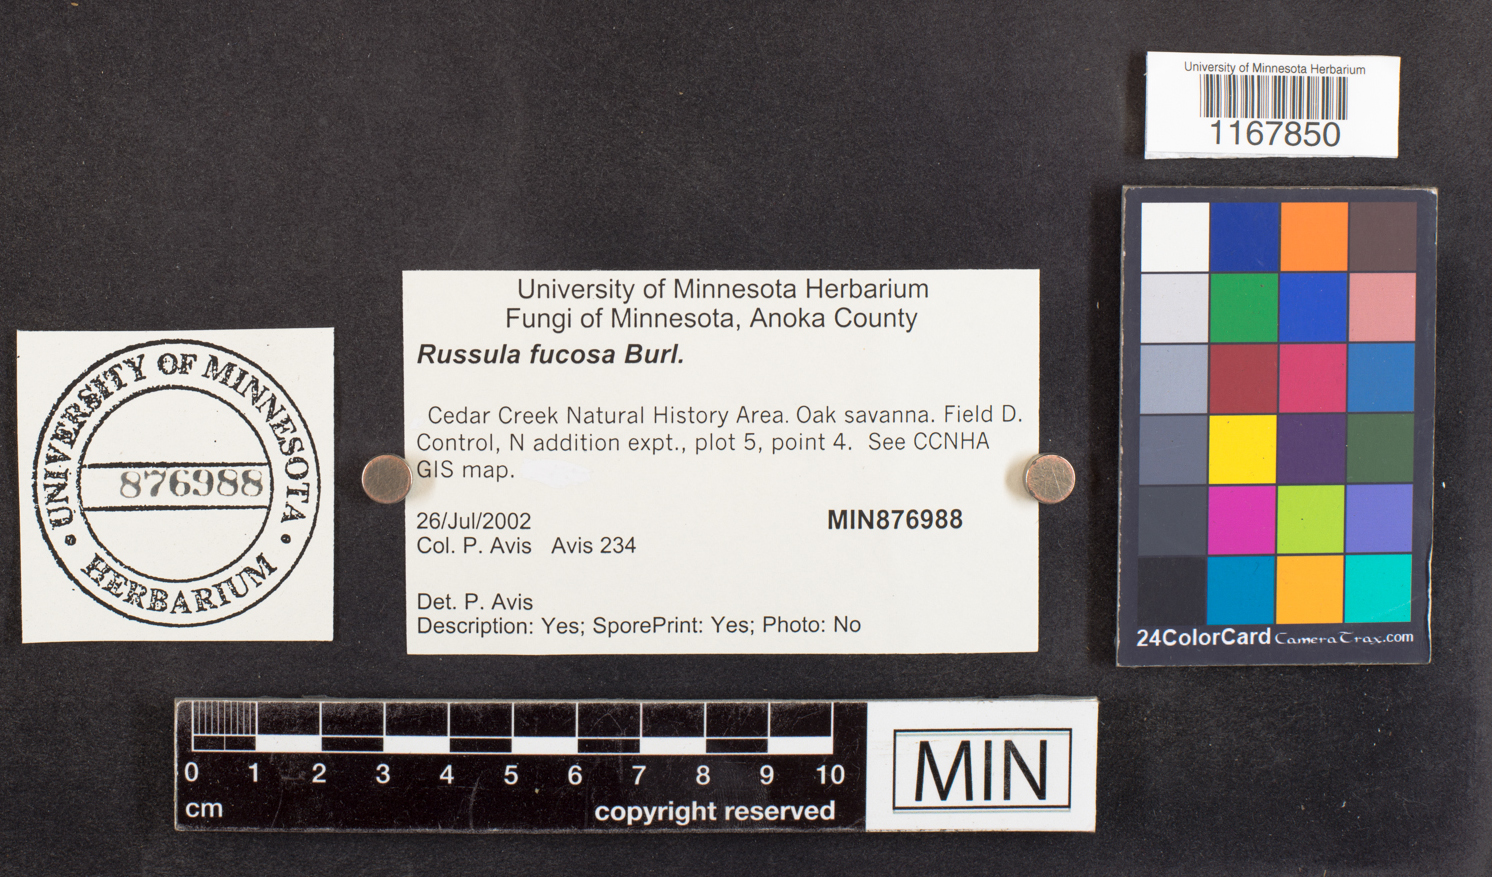 University of Minnesota Herbarium
1167850
University of Minnesota Herbarium
Fungi of Minnesota, Anoka County
Russula fucosa Burl.
Cedar Creek Natural History Area. Oak savanna. Field D.
Control, N addition expt., plot 5, point 4. See CCNHA
GIS map.
26/Jul/2002
MIN876988
Col. P. Avis Avis 234
Det. P. Avis
Description: Yes; SporePrint: Yes; Photo: No
UNIVERSITY OF MINNESOTA
876988
• HERBARIUM •
24ColorCard CameraTrax.com
0 1 2 3 4 5 6 7 8 9 10
cm
copyright reserved
MIN